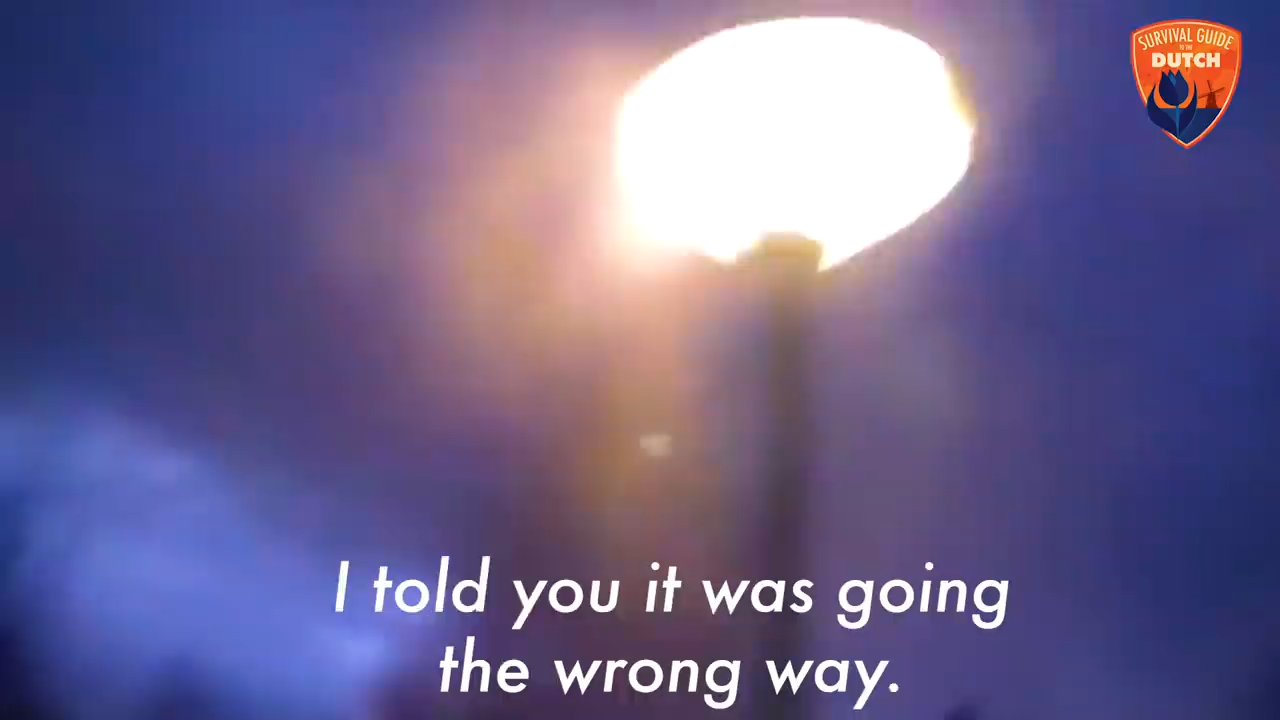 SURVIVAL GUIDE
TO THE
DUTCH
I told you it was going
the wrong way.